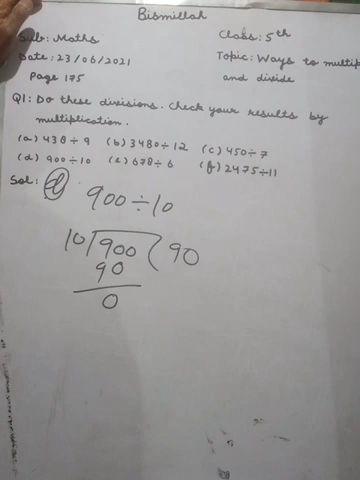 Bismillah
Sub: Maths Class: 5th
Date: 23/06/2021 Topic: Ways to multip
Page 175 and divide
Q1: Do these divisions. Check your results by
multiplication.
(a) 438÷9 (b) 3480÷12 (c) 450÷7
(d) 900÷10 (e) 678÷6 (f) 2475÷11
Sol: (d)
900÷10
10)900(90
90
0